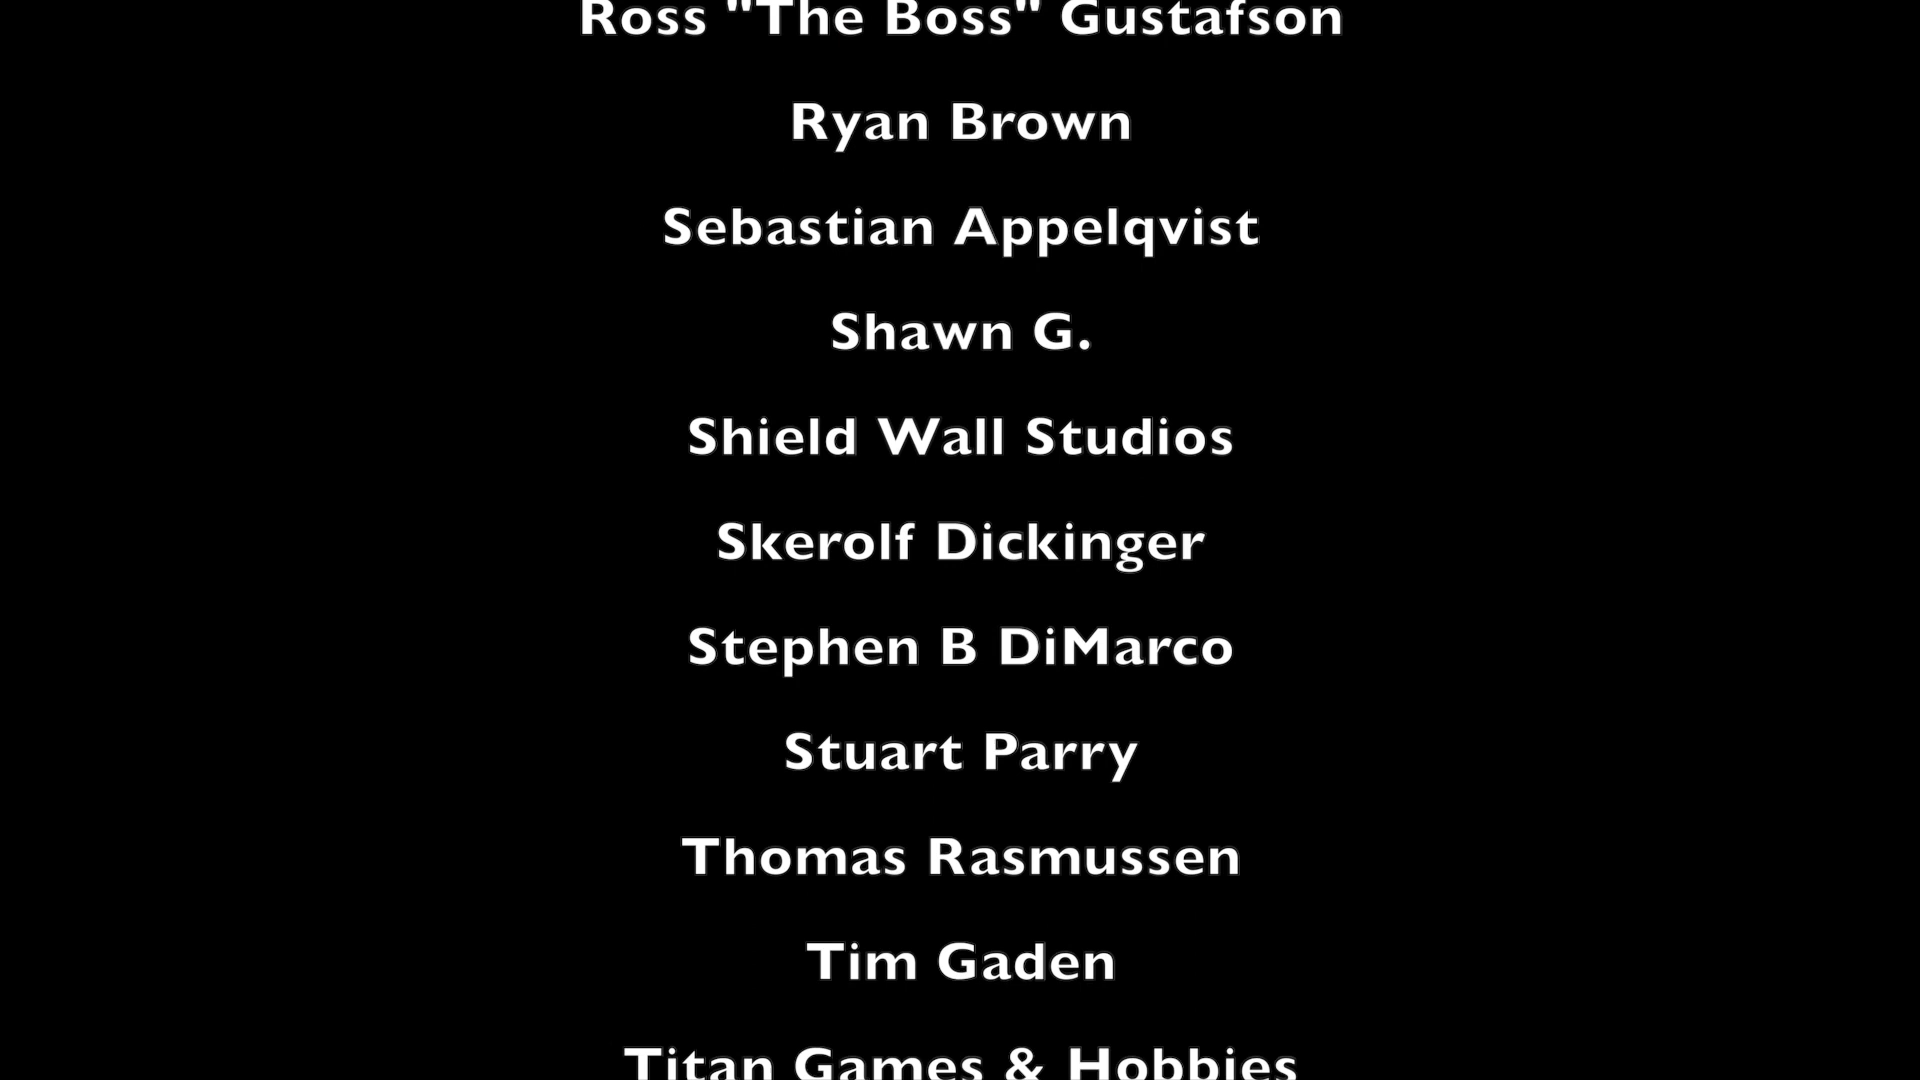 Ross "The Boss" Gustafson
Ryan Brown
Sebastian Appelqvist
Shawn G.
Shield Wall Studios
Skerolf Dickinger
Stephen B DiMarco
Stuart Parry
Thomas Rasmussen
Tim Gaden
Titan Games & Hobbies